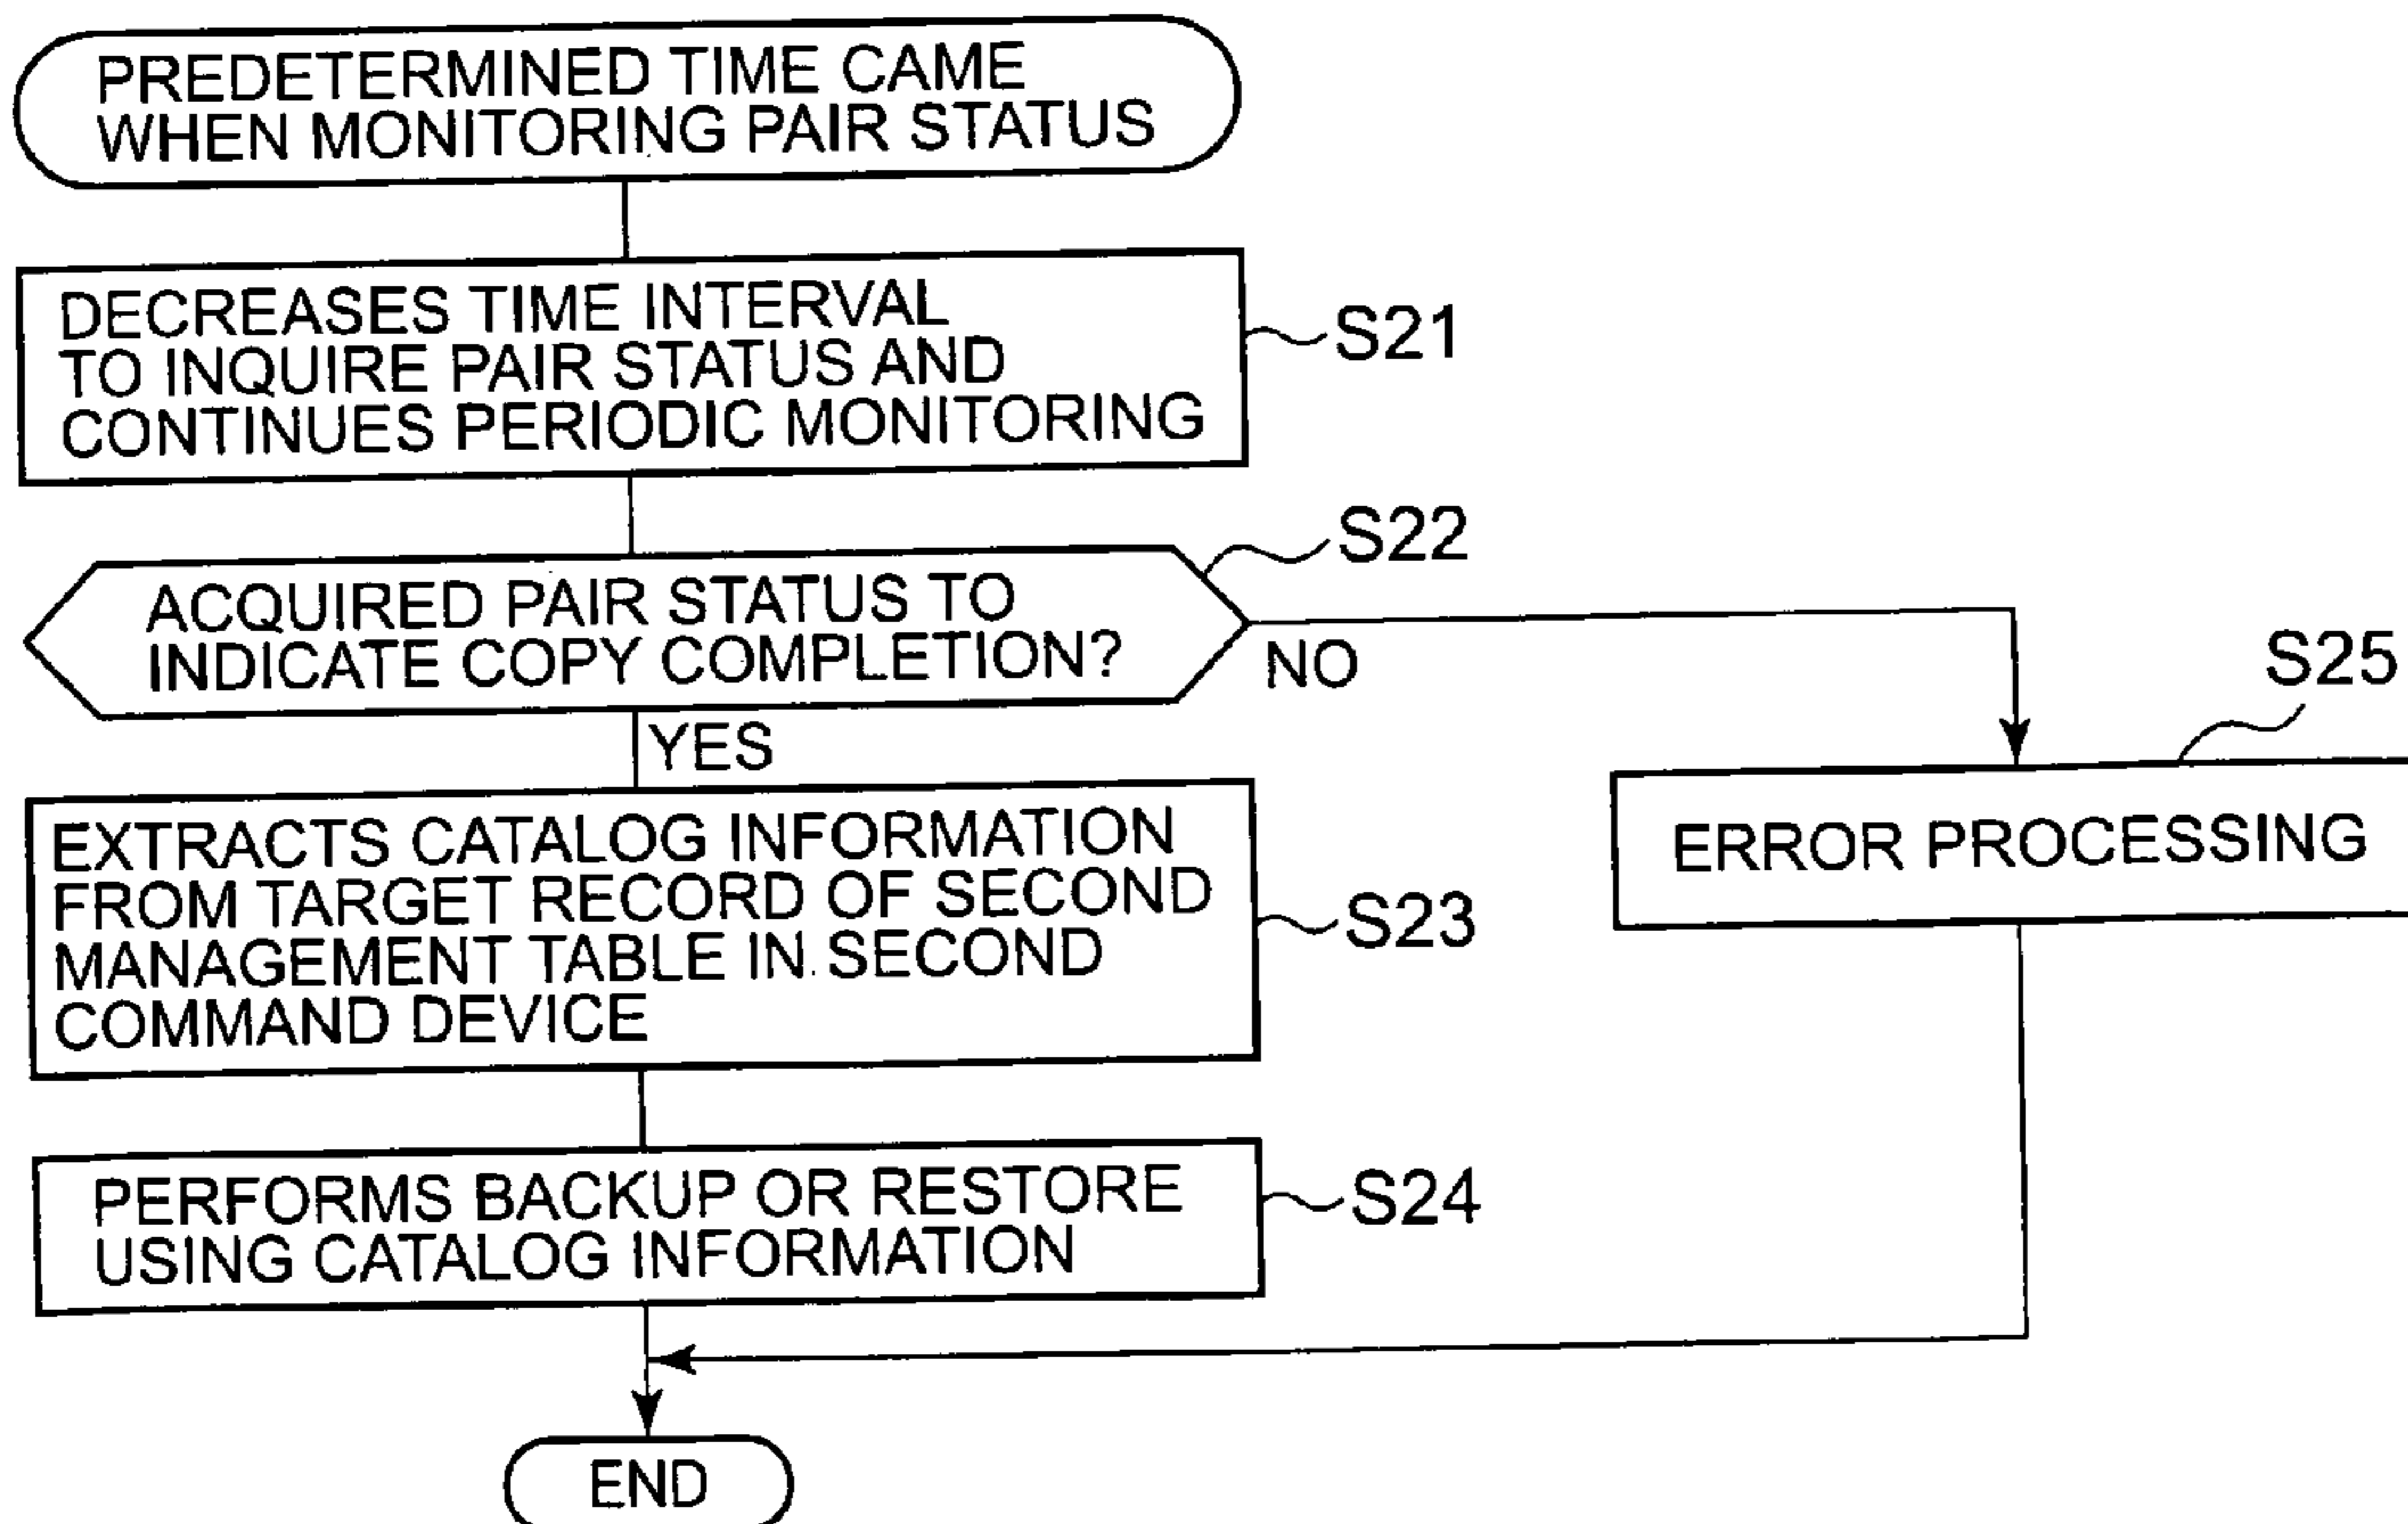 PREDETERMINED TIME CAME
WHEN MONITORING PAIR STATUS
DECREASES TIME INTERVAL
TO INQUIRE PAIR STATUS AND
CONTINUES PERIODIC MONITORING
S21
S22
ACQUIRED PAIR STATUS TO
INDICATE COPY COMPLETION?
NO
YES
S25
ERROR PROCESSING
EXTRACTS CATALOG INFORMATION
FROM TARGET RECORD OF SECOND
MANAGEMENT TABLE IN SECOND
COMMAND DEVICE
S23
PERFORMS BACKUP OR RESTORE
USING CATALOG INFORMATION
S24
END